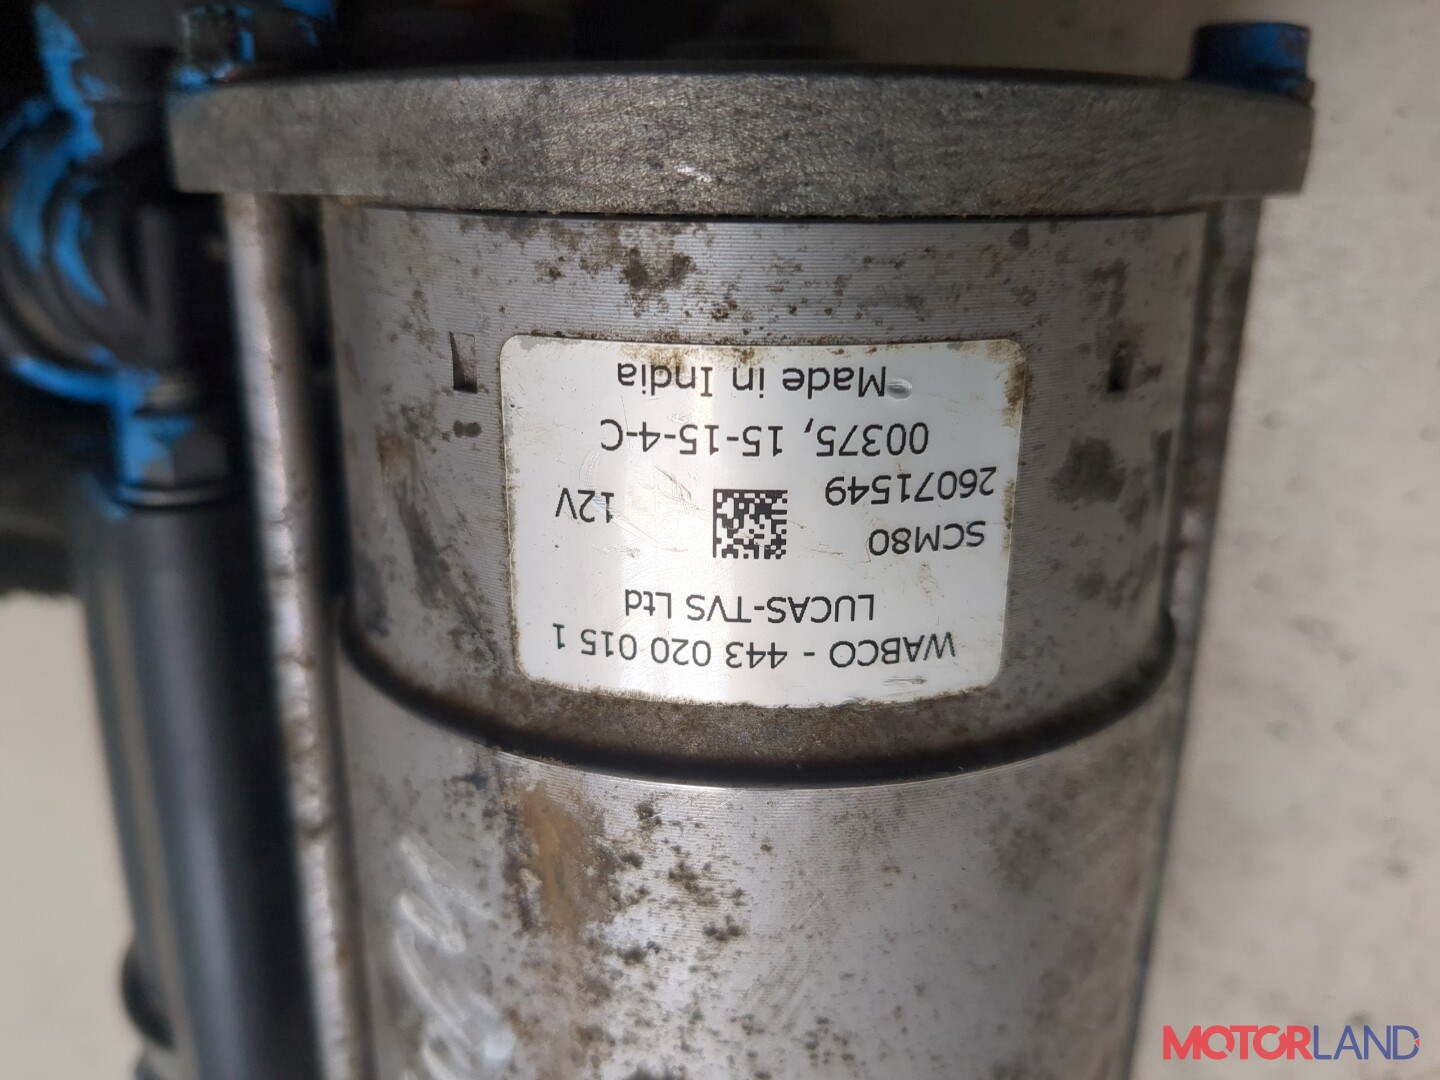 WABCO - 443 020 015 1
LUCAS-TVS Ltd
SCM80
26071549
12V
00375, 15-15-4-C
Made in India
MOTORLAND